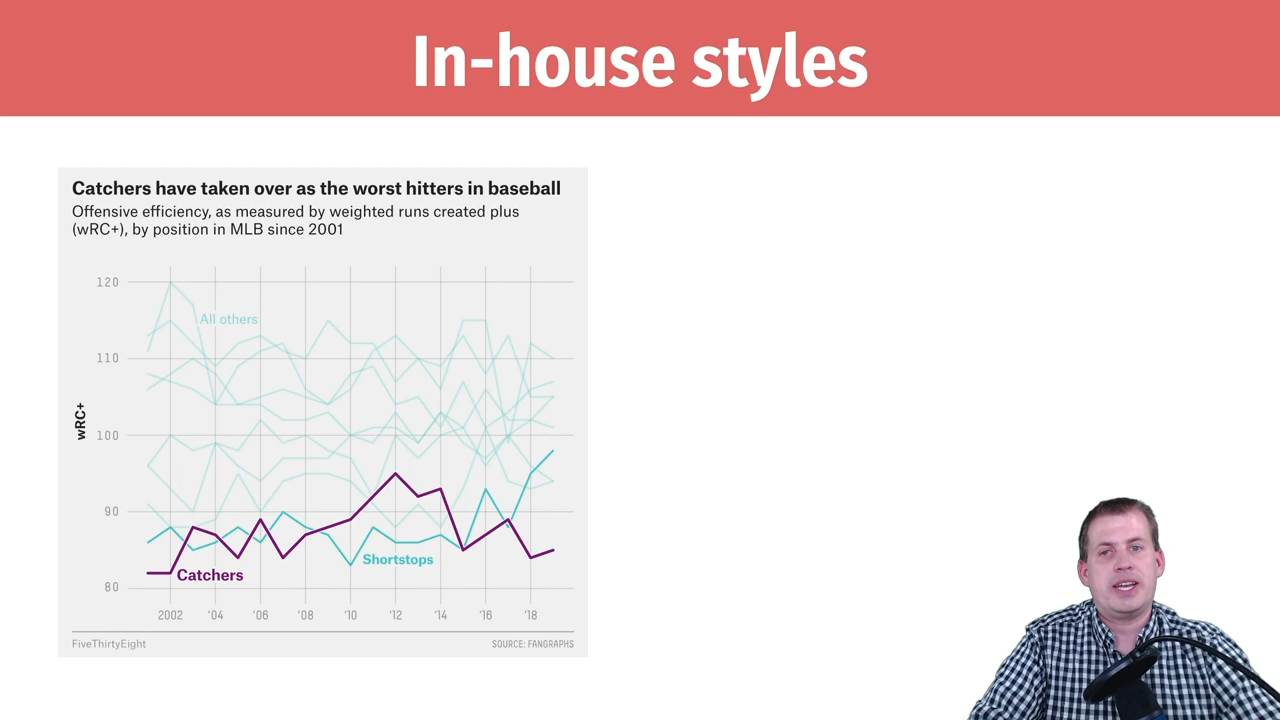 In-house styles
Catchers have taken over as the worst hitters in baseball
Offensive efficiency, as measured by weighted runs created plus
(wRC+), by position in MLB since 2001
120
All others
110
wRC+
100
90
Shortstops
Catchers
80
2002 '04 '06 '08 '10 '12 '14 '16 '18
FiveThirtyEight SOURCE: FANGRAPHS